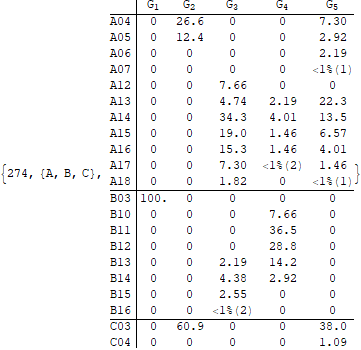 G1 G2 G3 G4 G5
A04 0 26.6 0 0 7.30
A05 0 12.4 0 0 2.92
A06 0 0 0 0 2.19
A07 0 0 0 0 <1%(1)
A12 0 0 7.66 0 0
A13 0 0 4.74 2.19 22.3
A14 0 0 34.3 4.01 13.5
A15 0 0 19.0 1.46 6.57
A16 0 0 15.3 1.46 4.01
{274, {A, B, C}, A17 0 0 7.30 <1%(2) 1.46 }
A18 0 0 1.82 0 <1%(1)
B03 100. 0 0 0 0
B10 0 0 0 7.66 0
B11 0 0 0 36.5 0
B12 0 0 0 28.8 0
B13 0 0 2.19 14.2 0
B14 0 0 4.38 2.92 0
B15 0 0 2.55 0 0
B16 0 0 <1%(2) 0 0
C03 0 60.9 0 0 38.0
C04 0 0 0 0 1.09